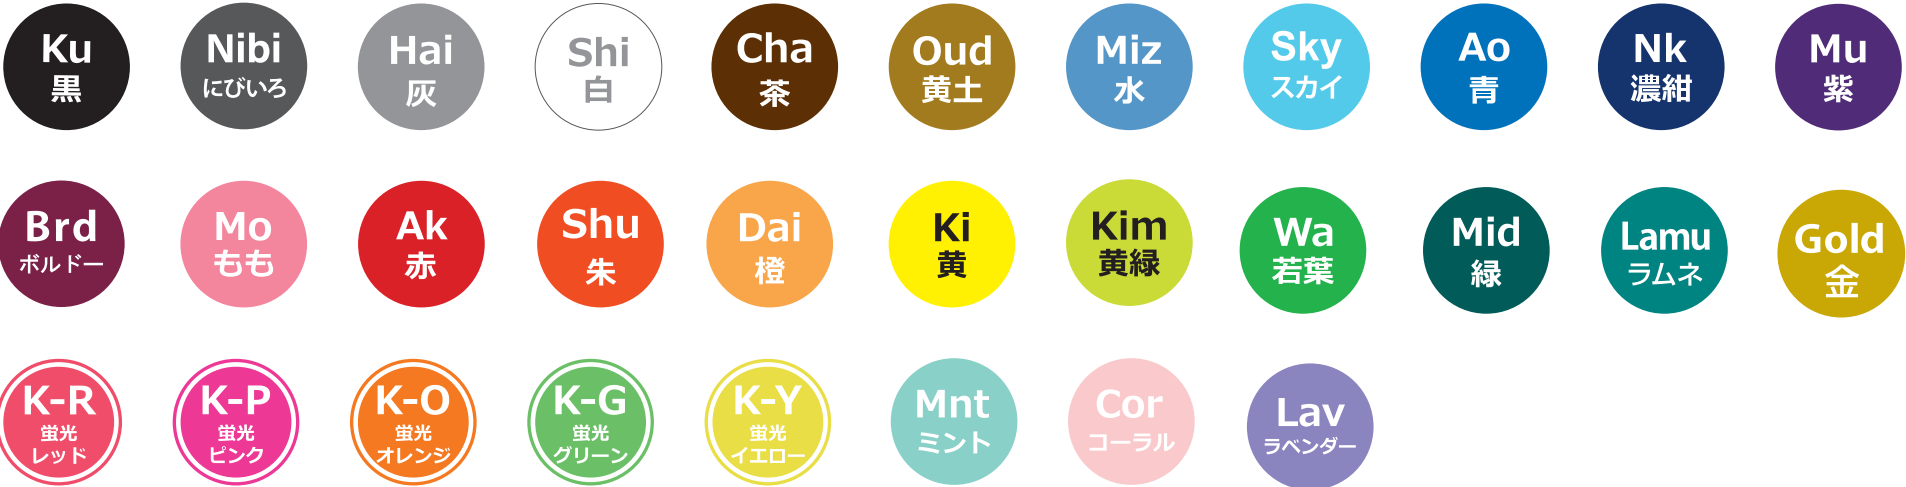 Ku
黒
Nibi
にびいろ
Hai
灰
Shi
白
Cha
茶
Oud
黄土
Miz
水
Sky
スカイ
Ao
青
Nk
濃紺
Mu
紫
Brd
ボルドー
Mo
もも
Ak
赤
Shu
朱
Dai
橙
Ki
黄
Kim
黄緑
Wa
若葉
Mid
緑
Lamu
ラムネ
Gold
金
K-R
蛍光
レッド
K-P
蛍光
ピンク
K-O
蛍光
オレンジ
K-G
蛍光
グリーン
K-Y
蛍光
イエロー
Mnt
ミント
Cor
コーラル
Lav
ラベンダー